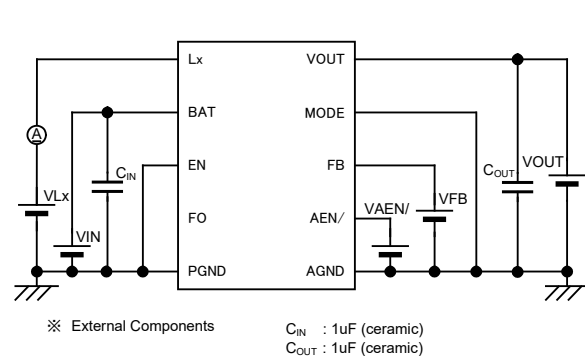 Lx
VOUT
BAT
MODE
EN
FB
FO
AEN/
PGND
AGND
A
VLx
VIN
CIN
COUT
VOUT
VFB
VAEN/
※ External Components
CIN : 1uF (ceramic)
COUT : 1uF (ceramic)